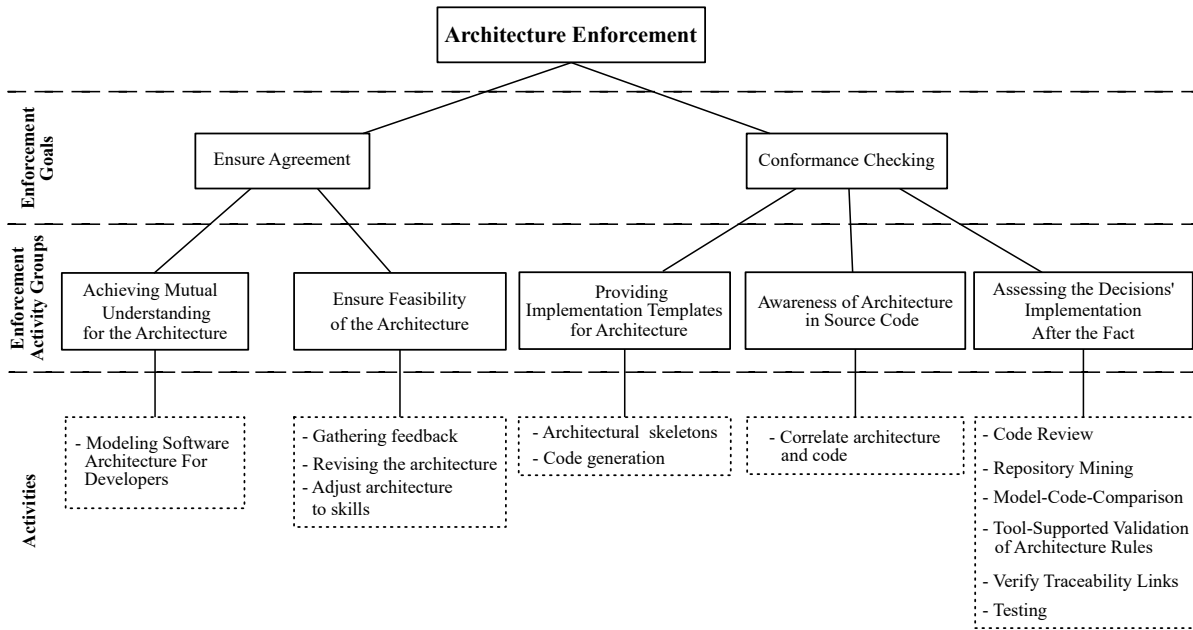 Architecture Enforcement
Enforcement
Goals
Ensure Agreement
Conformance Checking
Enforcement
Activity Groups
Achieving Mutual
Understanding
for the Architecture
Ensure Feasibility
of the Architecture
Providing
Implementation Templates
for Architecture
Awareness of Architecture
in Source Code
Assessing the Decisions'
Implementation
After the Fact
Activities
- Modeling Software
Architecture For
Developers
- Gathering feedback
- Revising the architecture
- Adjust architecture
to skills
- Architectural skeletons
- Code generation
- Correlate architecture
and code
- Code Review
- Repository Mining
- Model-Code-Comparison
- Tool-Supported Validation
of Architecture Rules
- Verify Traceability Links
- Testing